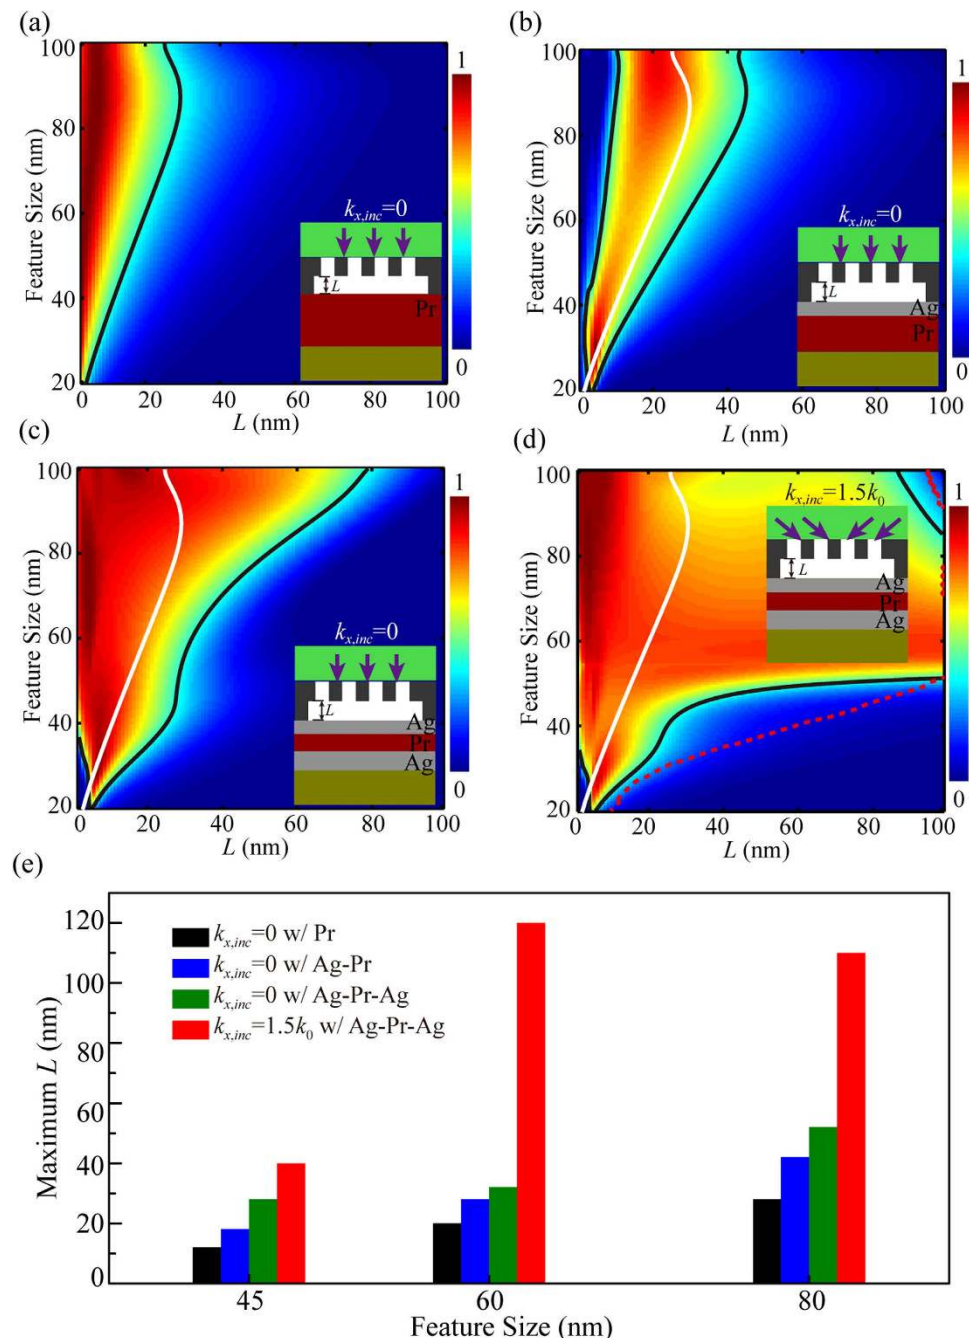 (a)
100
80
60
40
20
Feature Size (nm)
0
20
40
60
80
100
L (nm)
1
0
kx,inc=0
L
Pr
(b)
100
80
60
40
20
Feature Size (nm)
0
20
40
60
80
100
L (nm)
1
0
kx,inc=0
L
Ag
Pr
(c)
100
80
60
40
20
Feature Size (nm)
0
20
40
60
80
100
L (nm)
1
0
kx,inc=0
L
Ag
Pr
Ag
(d)
100
80
60
40
20
Feature Size (nm)
0
20
40
60
80
100
L (nm)
1
0
kx,inc=1.5k0
L
Ag
Pr
Ag
(e)
120
100
80
60
40
20
0
Maximum L (nm)
kx,inc=0 w/ Pr
kx,inc=0 w/ Ag-Pr
kx,inc=0 w/ Ag-Pr-Ag
kx,inc=1.5k0 w/ Ag-Pr-Ag
45
60
80
Feature Size (nm)